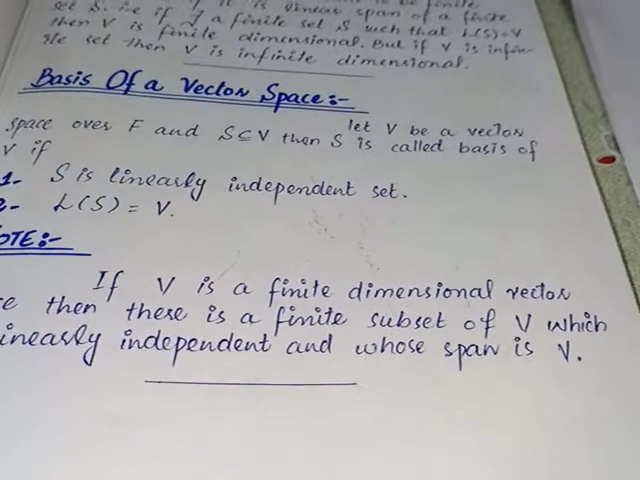 set S. i.e if ∃ a finite set S such that L(S)=V
then V is finite dimensional. But if V is infin-
ite set then V is infinite dimensional.
Basis Of a Vector Space:-
let V be a vector
space over F and S⊆V then S is called basis of
V if
1- S is linearly independent set.
2- L(S) = V.
OTE:-
If V is a finite dimensional vector
ce then there is a finite subset of V which
inearly independent and whose span is V.